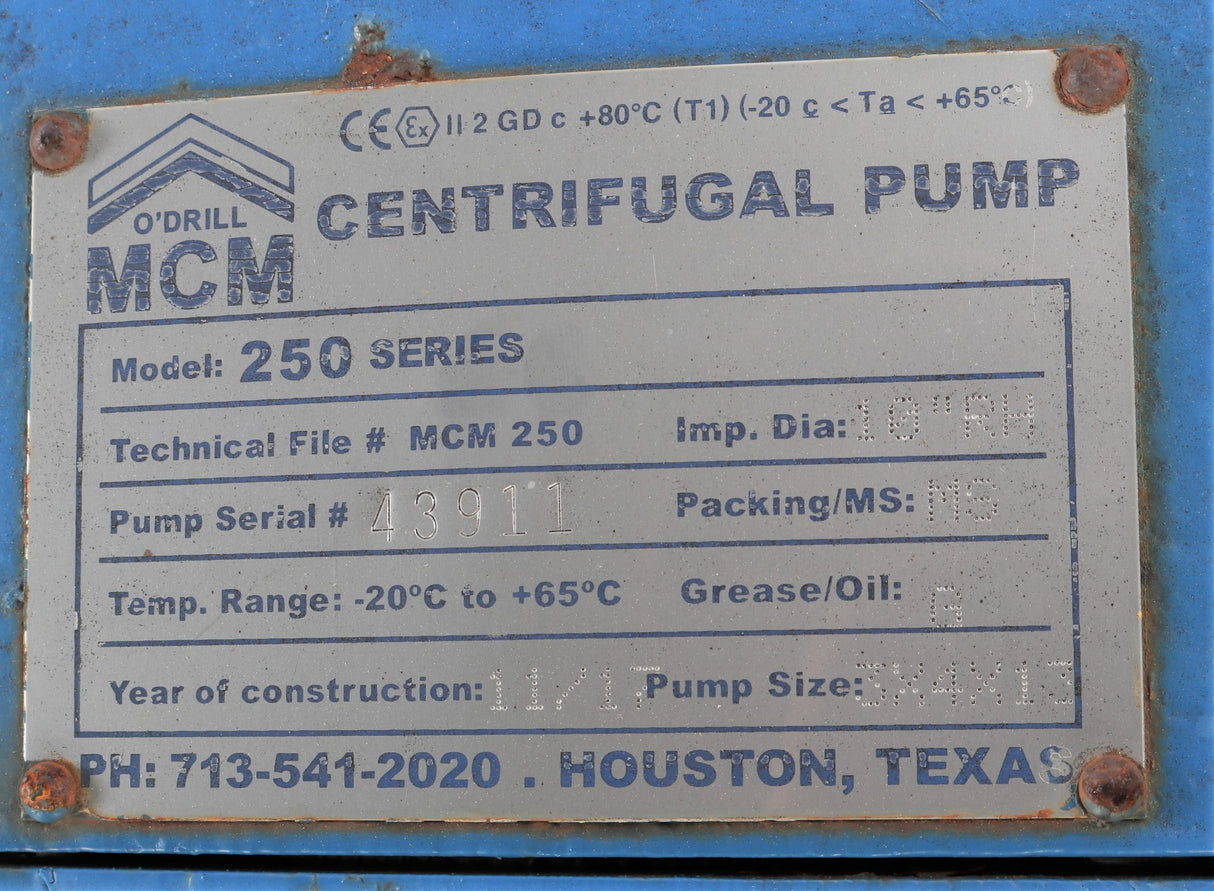 CE Ex II 2 GD c +80°C (T1) (-20 c < Ta < +65°C)
O'DRILL
MCM
CENTRIFUGAL PUMP
Model: 250 SERIES
Technical File # MCM 250 Imp. Dia: 10"RH
Pump Serial # 43911 Packing/MS: MS
Temp. Range: -20°C to +65°C Grease/Oil: G
Year of construction: 11/17 Pump Size: 3X4X13
PH: 713-541-2020 . HOUSTON, TEXAS